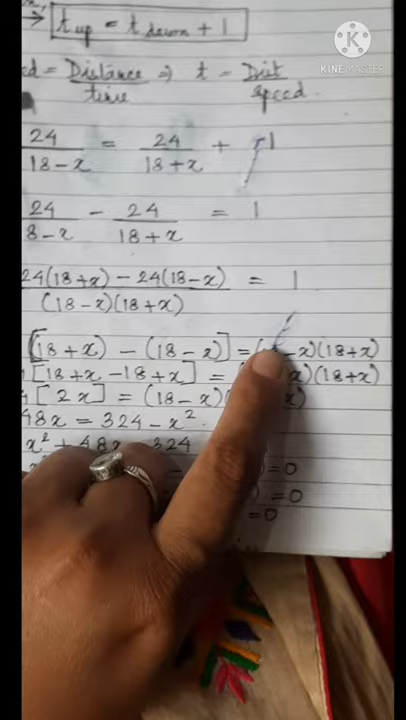 KINEMASTER
t up = t down + 1
= Distance / time ⇒ t = Dist / speed.
24/(18-x) = 24/(18+x) + 1
24/(8-x) - 24/(18+x) = 1
24(18+x) - 24(18-x) / (18-x)(18+x) = 1
[18+x) - (18-x)] = -x)(18+x)
[18+x-18+x] = x)(18+x)
[2x] = (18-x)( x)
48x = 324 - x²
x² + 48x - 324
= 0
= 0
= 0